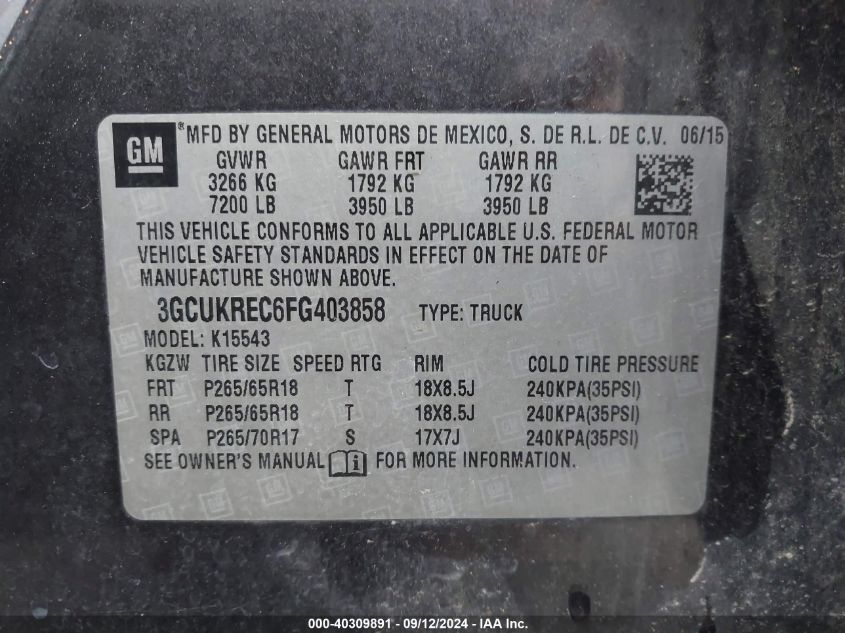 GM ® MFD BY GENERAL MOTORS DE MEXICO, S. DE R.L. DE C.V. 06/15
GVWR GAWR FRT GAWR RR
3266 KG 1792 KG 1792 KG
7200 LB 3950 LB 3950 LB
THIS VEHICLE CONFORMS TO ALL APPLICABLE U.S. FEDERAL MOTOR
VEHICLE SAFETY STANDARDS IN EFFECT ON THE DATE OF
MANUFACTURE SHOWN ABOVE.
3GCUKREC6FG403858 TYPE: TRUCK
MODEL: K15543
KGZW TIRE SIZE SPEED RTG RIM COLD TIRE PRESSURE
FRT P265/65R18 T 18X8.5J 240KPA(35PSI)
RR P265/65R18 T 18X8.5J 240KPA(35PSI)
SPA P265/70R17 S 17X7J 240KPA(35PSI)
SEE OWNER'S MANUAL FOR MORE INFORMATION.
000-40309891 - 09/12/2024 - IAA Inc.